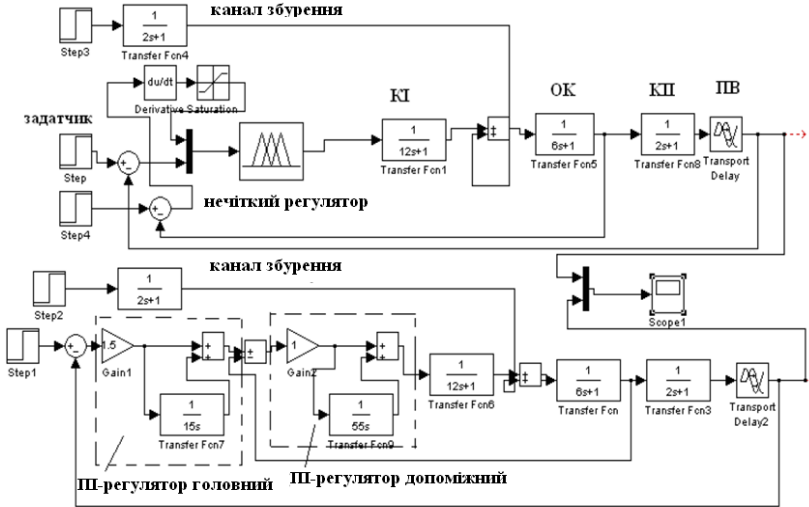 канал збурення
1
2s+1
Step3
Transfer Fcn4
du/dt
Derivative Saturation
КІ
ОК
КП
ПВ
задатчик
1
12s+1
Transfer Fcn1
1
6s+1
Transfer Fcn5
1
2s+1
Transfer Fcn8
Transport
Delay
Step
Step4
нечіткий регулятор
канал збурення
1
2s+1
Step2
Scope1
Step1
1.5
Gain1
1
15s
Transfer Fcn7
1
Gain2
1
55s
Transfer Fcn9
1
12s+1
Transfer Fcn6
1
6s+1
Transfer Fcn
1
2s+1
Transfer Fcn3
Transport
Delay2
ПІ-регулятор головний
ПІ-регулятор допоміжний